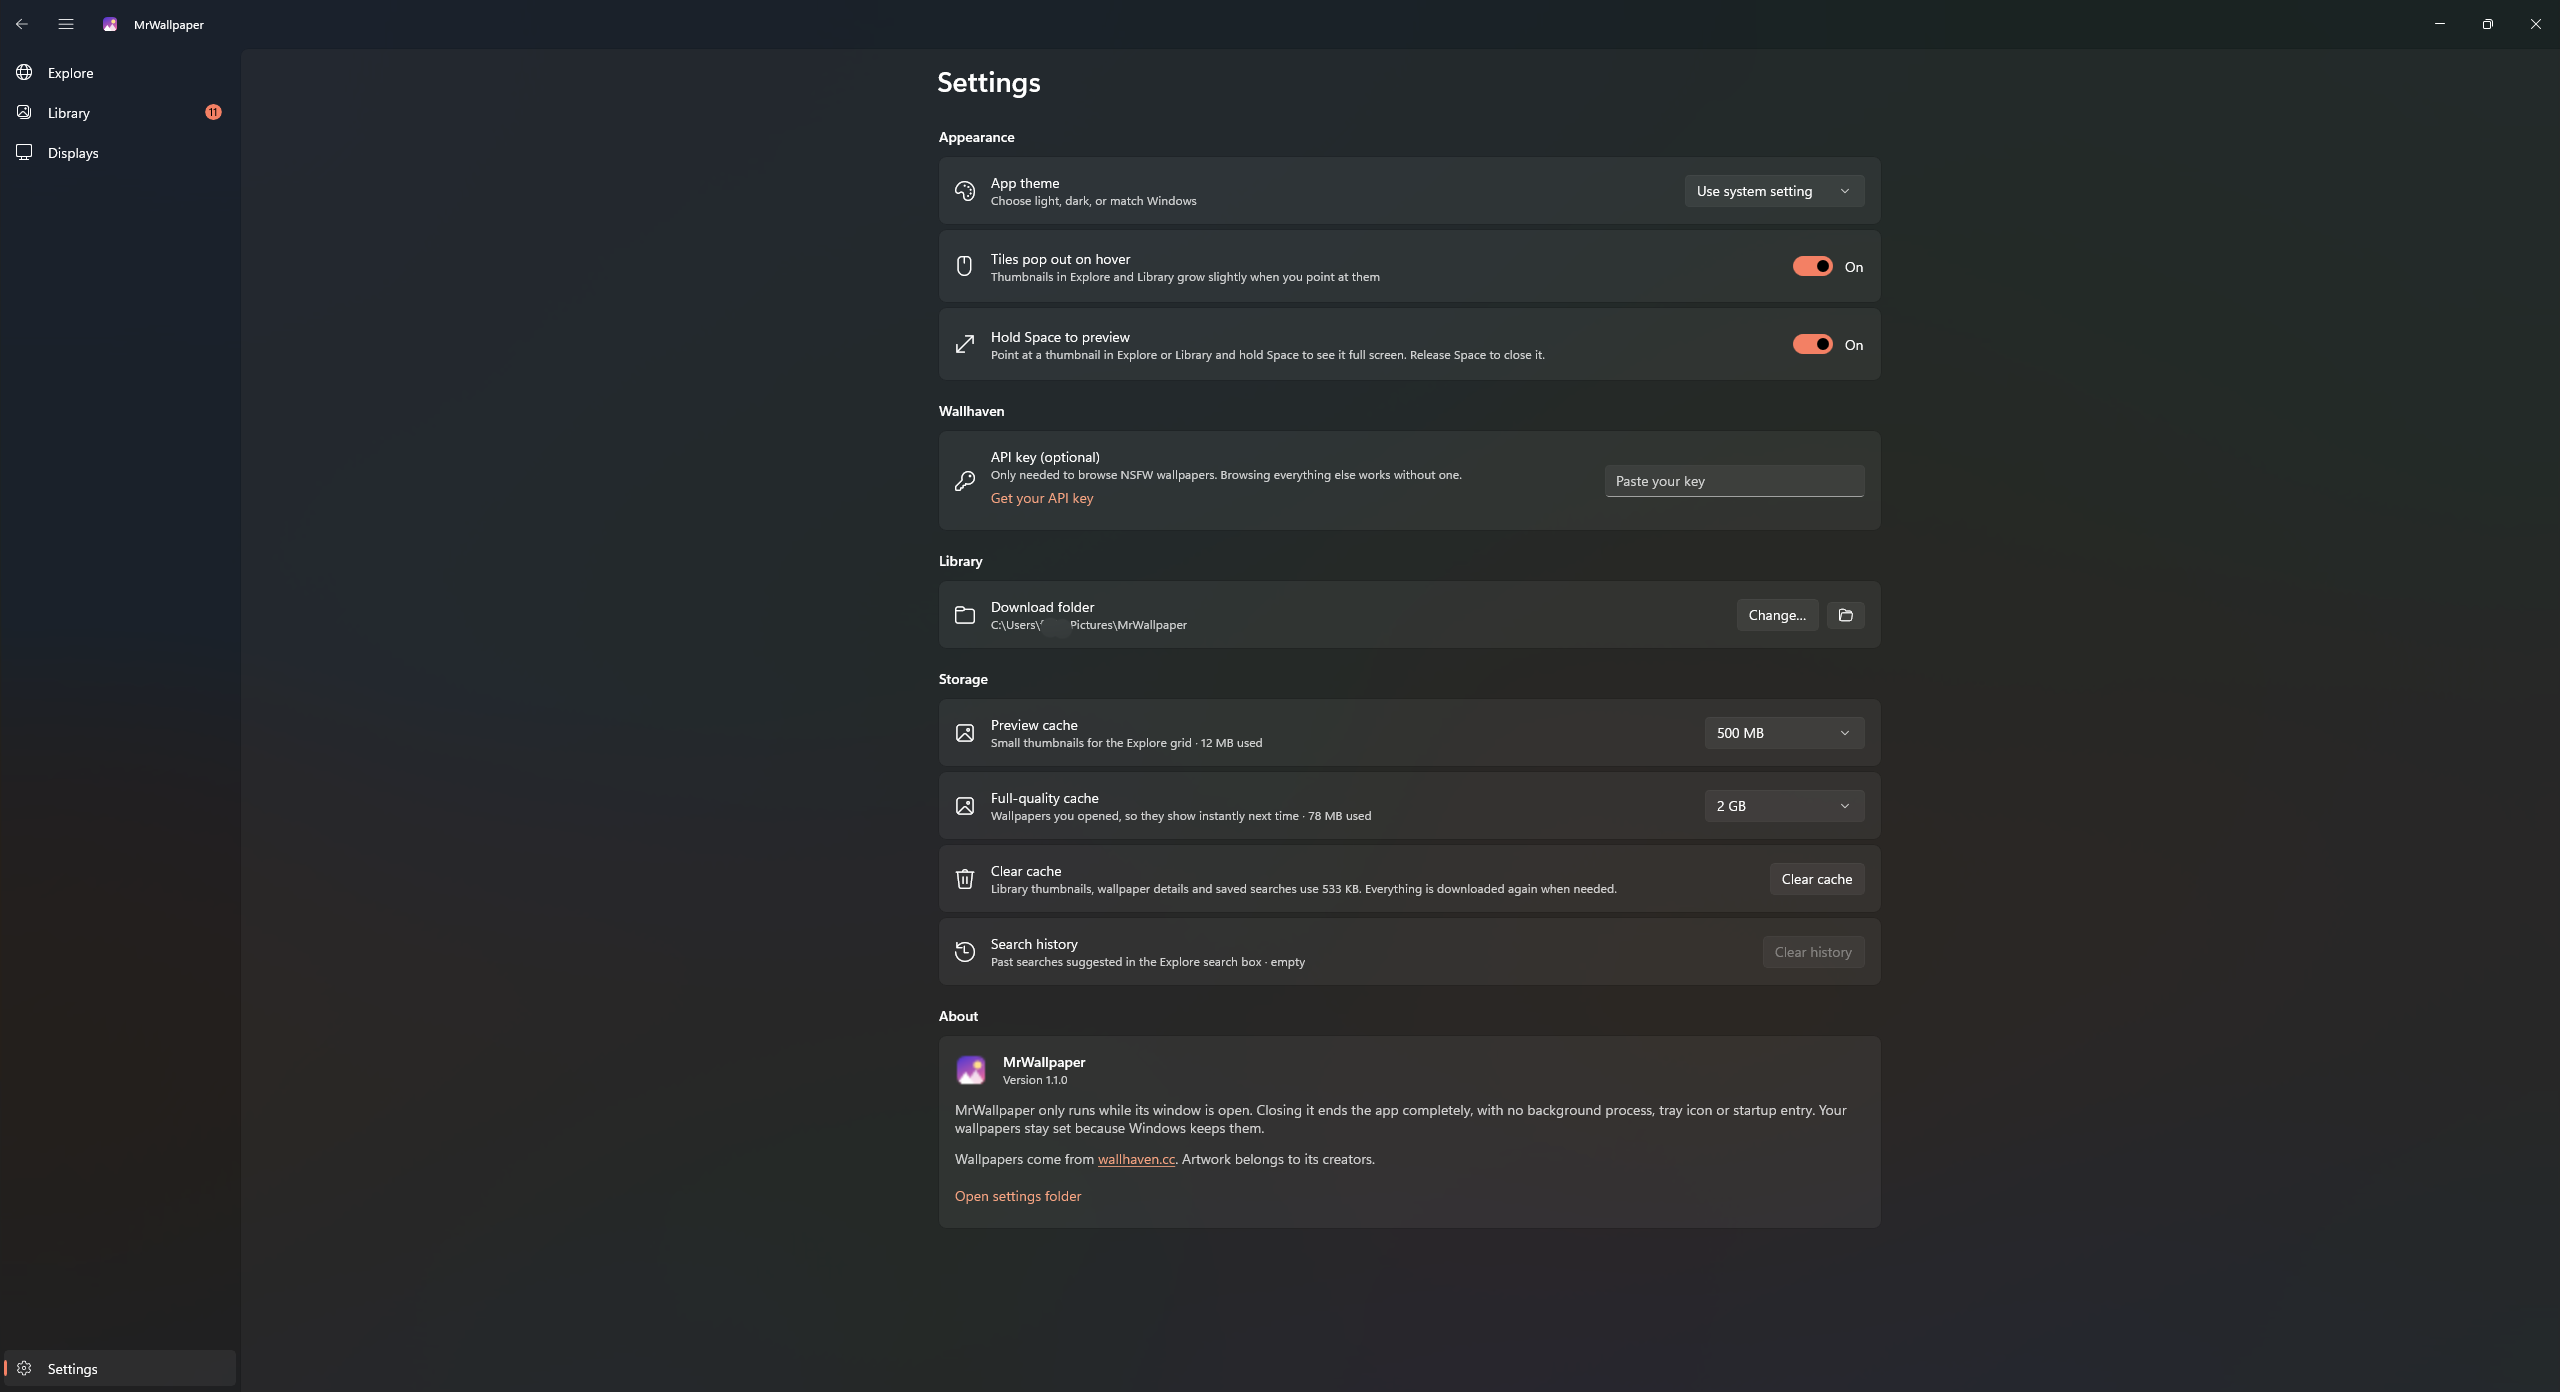 MrWallpaper
Explore
Library
11
Displays
Settings
Appearance
App theme
Choose light, dark, or match Windows
Use system setting
Tiles pop out on hover
Thumbnails in Explore and Library grow slightly when you point at them
On
Hold Space to preview
Point at a thumbnail in Explore or Library and hold Space to see it full screen. Release Space to close it.
On
Wallhaven
API key (optional)
Only needed to browse NSFW wallpapers. Browsing everything else works without one.
Get your API key
Paste your key
Library
Download folder
C:\Users\ Pictures\MrWallpaper
Change...
Storage
Preview cache
Small thumbnails for the Explore grid · 12 MB used
500 MB
Full-quality cache
Wallpapers you opened, so they show instantly next time · 78 MB used
2 GB
Clear cache
Library thumbnails, wallpaper details and saved searches use 533 KB. Everything is downloaded again when needed.
Clear cache
Search history
Past searches suggested in the Explore search box · empty
Clear history
About
MrWallpaper
Version 1.1.0
MrWallpaper only runs while its window is open. Closing it ends the app completely, with no background process, tray icon or startup entry. Your
wallpapers stay set because Windows keeps them.
Wallpapers come from wallhaven.cc. Artwork belongs to its creators.
Open settings folder
Settings